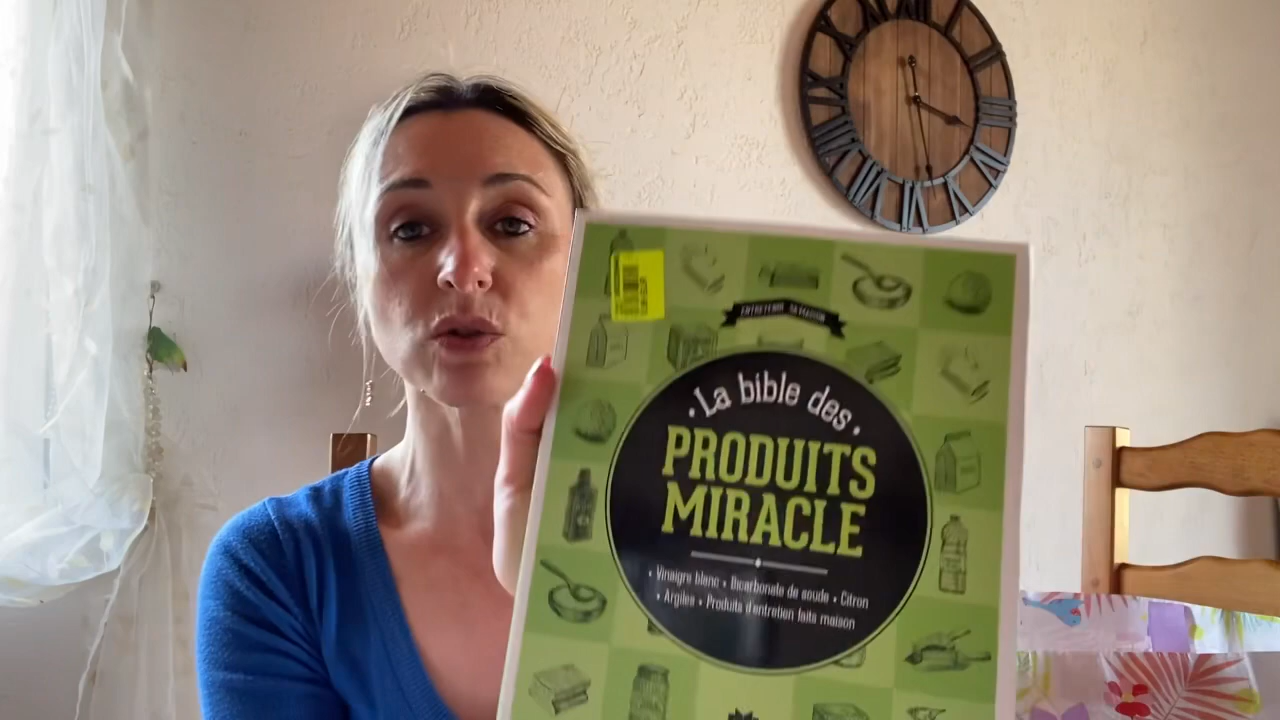 ENTRETENIR SA MAISON
• La bible des •
PRODUITS
MIRACLE
• Vinaigre blanc • Bicarbonate de soude • Citron
• Argiles • Produits d'entretien faits maison